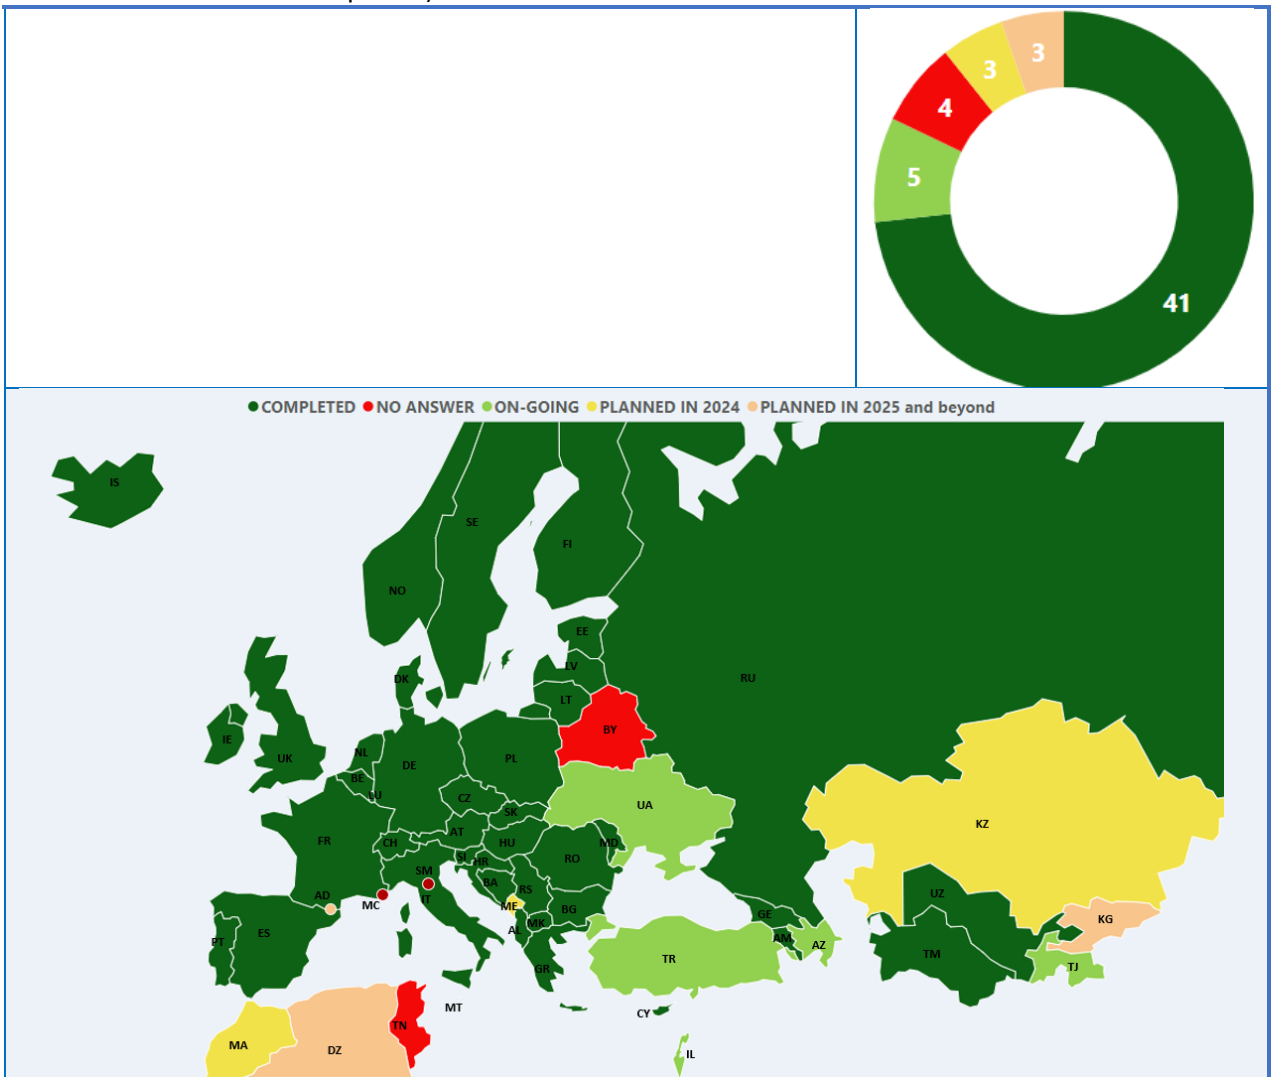 3
3
4
5
41
COMPLETED NO ANSWER ON-GOING PLANNED IN 2024 PLANNED IN 2025 and beyond
IS
SE
FI
NO
EE
LV
RU
DK
LT
BY
IE
UK
NL
DE
PL
BE
LU
CZ
UA
SK
KZ
FR
CH
AT
HU
MD
SI
HR
RO
SM
BA
RS
UZ
AD
MC
IT
ME
BG
GE
KG
PT
ES
AL
MK
AM
AZ
TM
GR
TR
TJ
MT
CY
TN
MA
DZ
IL